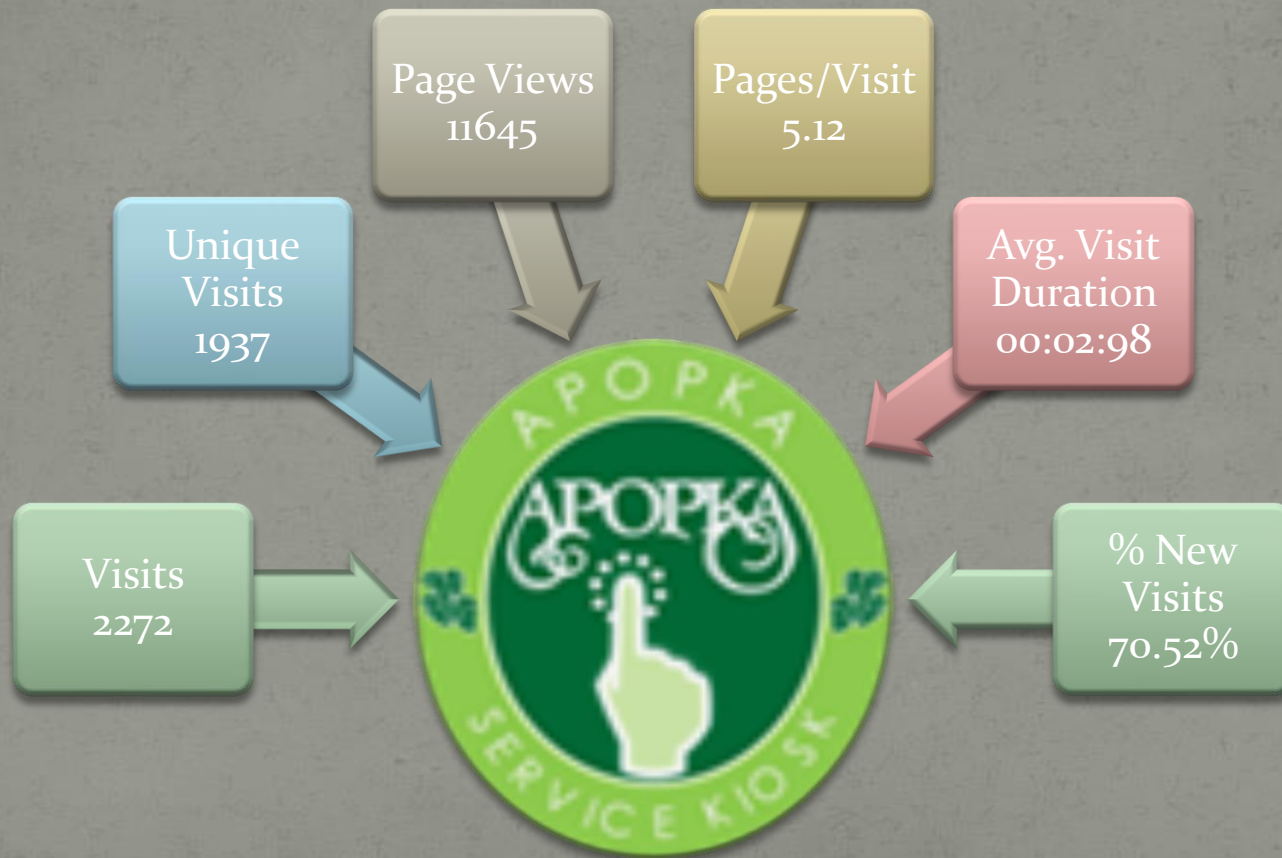 Page Views
11645
Pages/Visit
5.12
Unique
Visits
1937
Avg. Visit
Duration
00:02:98
Visits
2272
% New
Visits
70.52%
APOPKA
APOPKA
SERVICE KIOSK